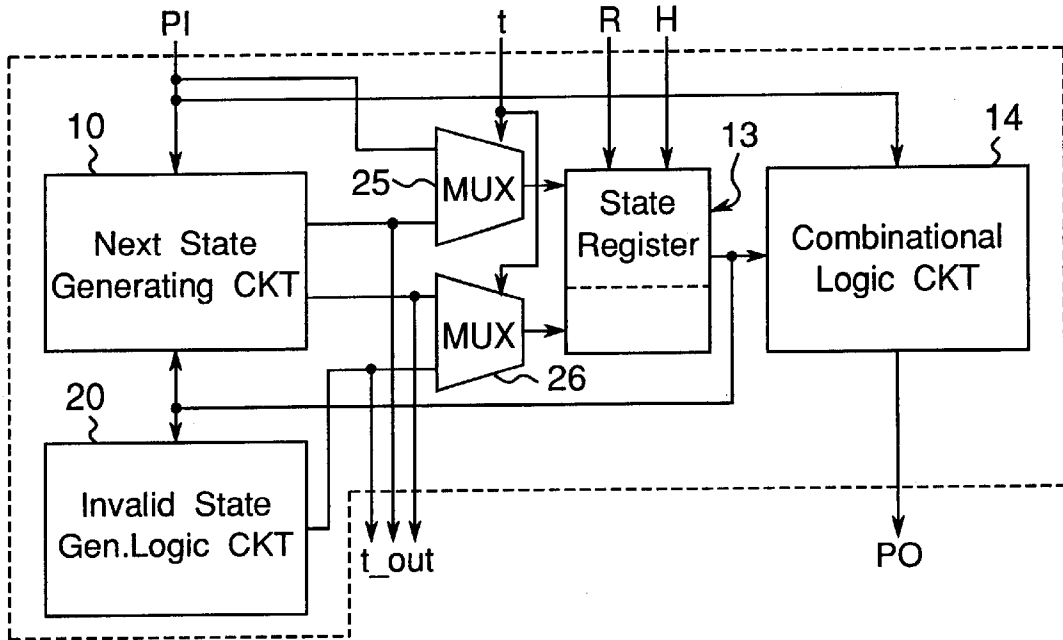 PI
t
R
H
10
25
MUX
13
14
Next State
Generating CKT
State
Register
Combinational
Logic CKT
MUX
26
20
Invalid State
Gen.Logic CKT
t_out
PO